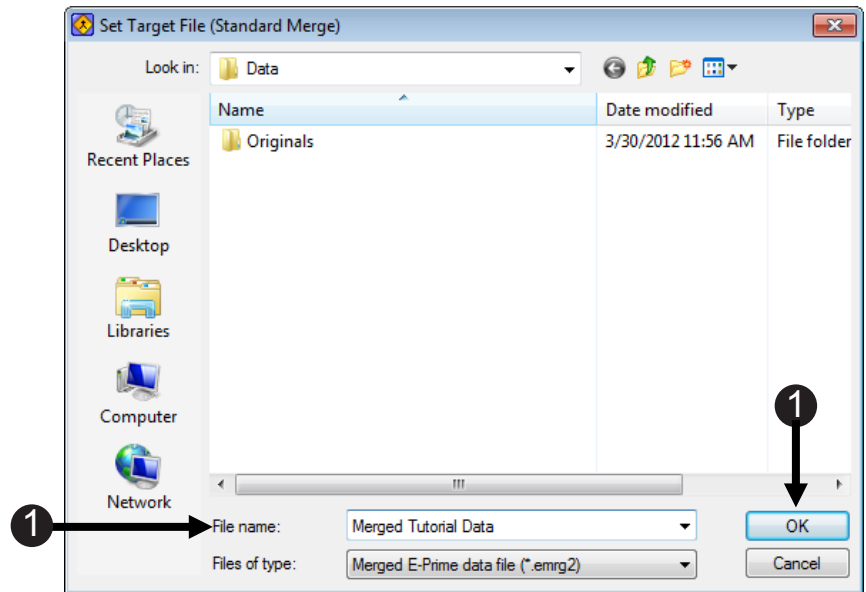 Set Target File (Standard Merge)
Look in: Data
Name Date modified Type
Originals 3/30/2012 11:56 AM File folder
Recent Places
Desktop
Libraries
Computer
Network
1
1
File name: Merged Tutorial Data OK
Files of type: Merged E-Prime data file (*.emrg2) Cancel